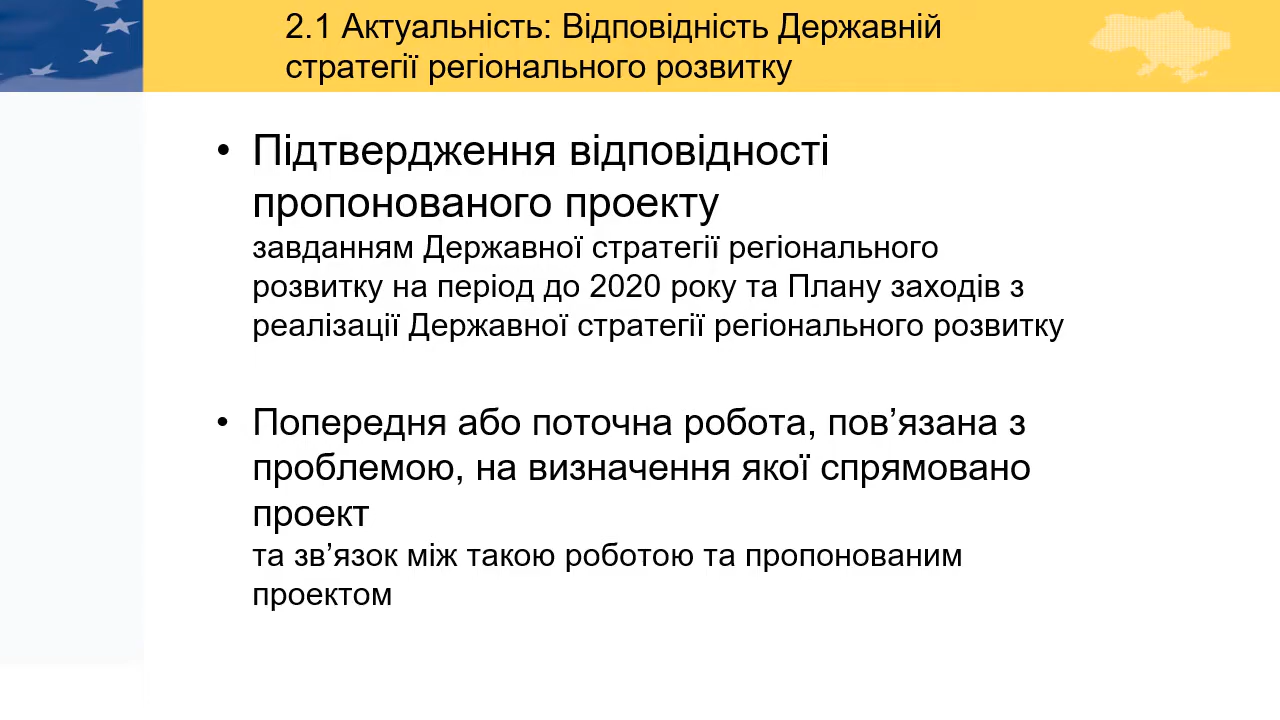 2.1 Актуальність: Відповідність Державній
стратегії регіонального розвитку
• Підтвердження відповідності
пропонованого проекту
завданням Державної стратегії регіонального
розвитку на період до 2020 року та Плану заходів з
реалізації Державної стратегії регіонального розвитку
• Попередня або поточна робота, пов’язана з
проблемою, на визначення якої спрямовано
проект
та зв’язок між такою роботою та пропонованим
проектом